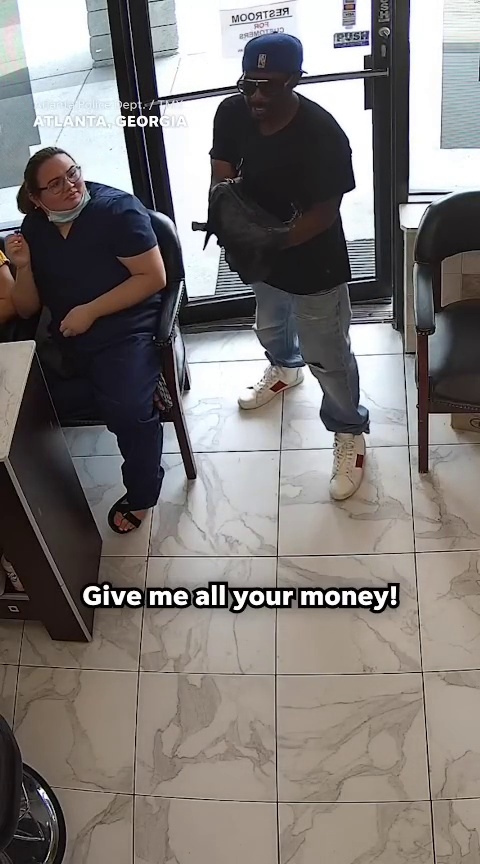 RESTROOM
FOR
CUSTOMERS
PUSH
Atlanta Police Dept. / TMX
ATLANTA, GEORGIA
Give me all your money!